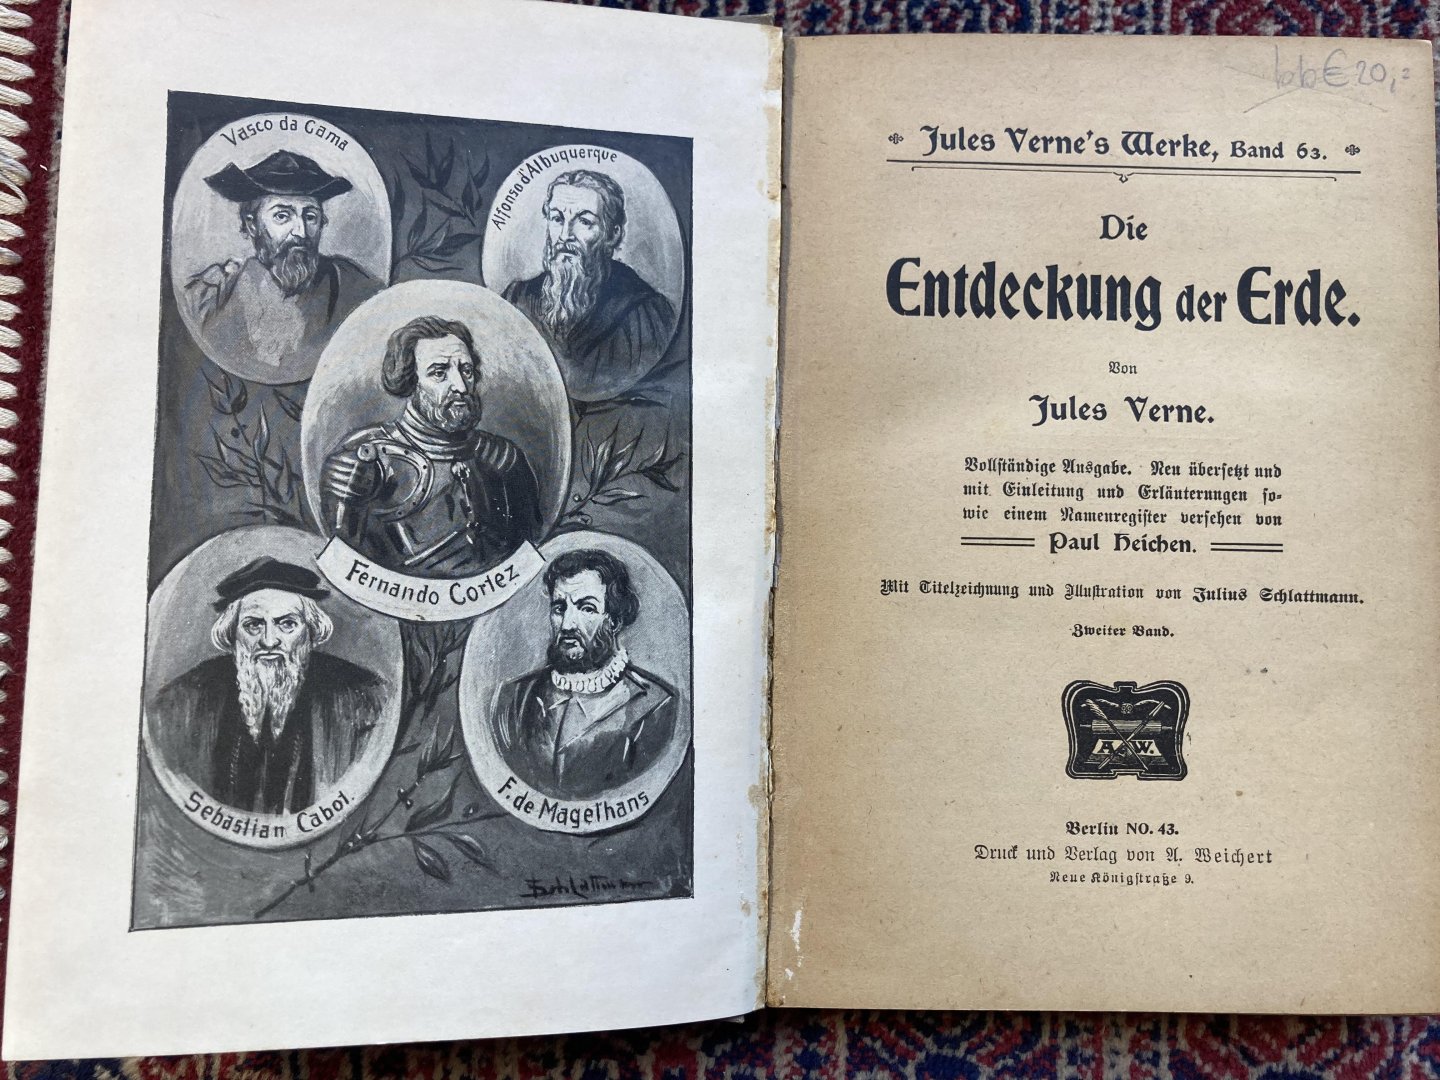 Vasco da Gama
Alfonso d'Albuquerque
Fernando Cortez
Sebastian Cabot.
F. de Magelhans
Schlattmann
€ 20,=
Jules Verne's Werke, Band 63.
Die
Entdeckung der Erde.
Von
Jules Verne.
Vollständige Ausgabe. Neu übersetzt und
mit Einleitung und Erläuterungen so-
wie einem Namenregister versehen von
Paul Heichen.
Mit Titelzeichnung und Illustration von Julius Schlattmann.
Zweiter Band.
A. W.
Berlin NO. 43.
Druck und Verlag von A. Weichert
Neue Königstraße 9.